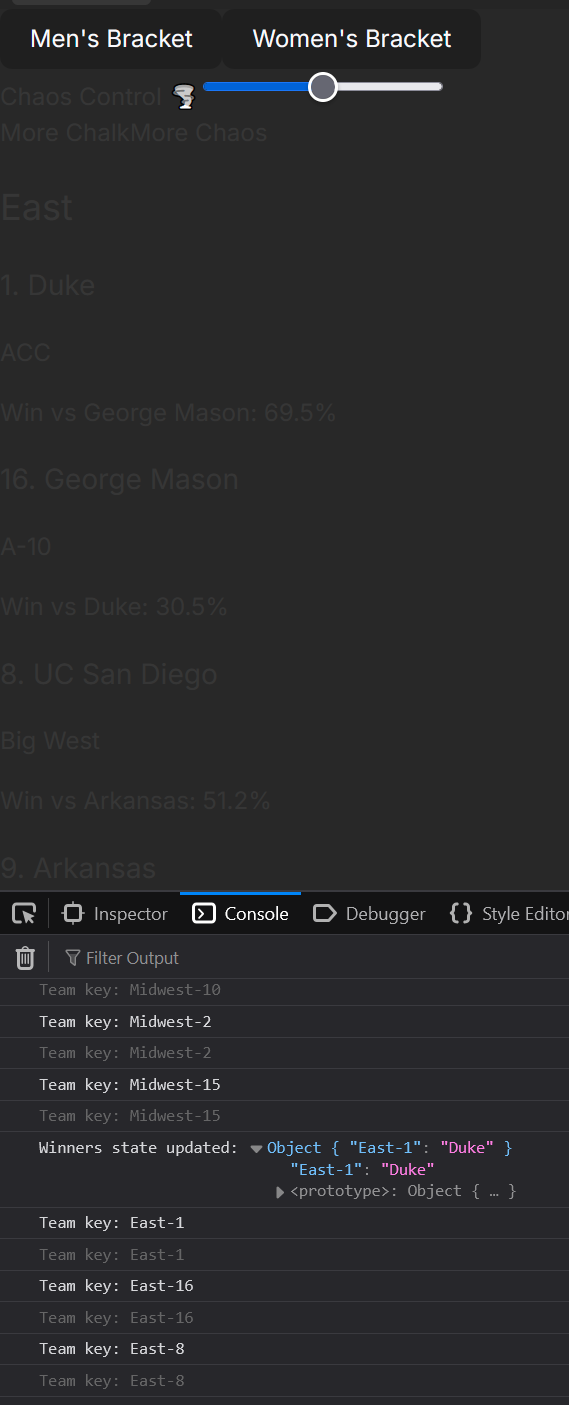 Men's Bracket Women's Bracket
Chaos Control 🌪️
More ChalkMore Chaos
East
1. Duke
ACC
Win vs George Mason: 69.5%
16. George Mason
A-10
Win vs Duke: 30.5%
8. UC San Diego
Big West
Win vs Arkansas: 51.2%
9. Arkansas
Inspector Console Debugger Style Editor
Filter Output
Team key: Midwest-10
Team key: Midwest-2
Team key: Midwest-2
Team key: Midwest-15
Team key: Midwest-15
Winners state updated: Object { "East-1": "Duke" }
"East-1": "Duke"
<prototype>: Object { … }
Team key: East-1
Team key: East-1
Team key: East-16
Team key: East-16
Team key: East-8
Team key: East-8